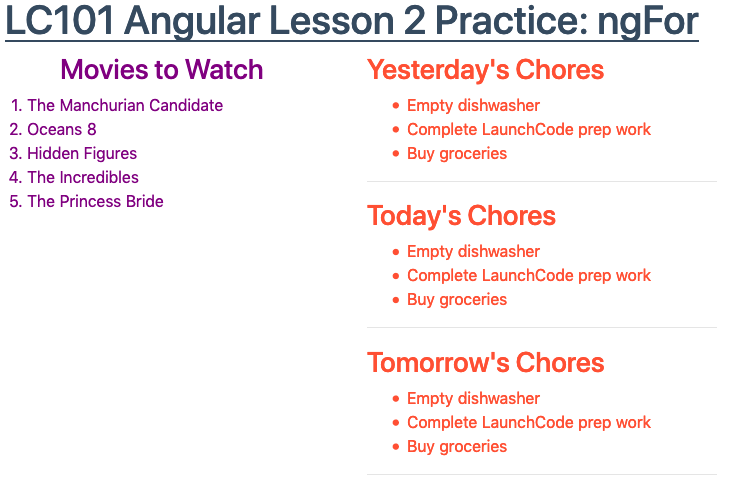 LC101 Angular Lesson 2 Practice: ngFor
Movies to Watch
1. The Manchurian Candidate
2. Oceans 8
3. Hidden Figures
4. The Incredibles
5. The Princess Bride
Yesterday's Chores
• Empty dishwasher
• Complete LaunchCode prep work
• Buy groceries
Today's Chores
• Empty dishwasher
• Complete LaunchCode prep work
• Buy groceries
Tomorrow's Chores
• Empty dishwasher
• Complete LaunchCode prep work
• Buy groceries